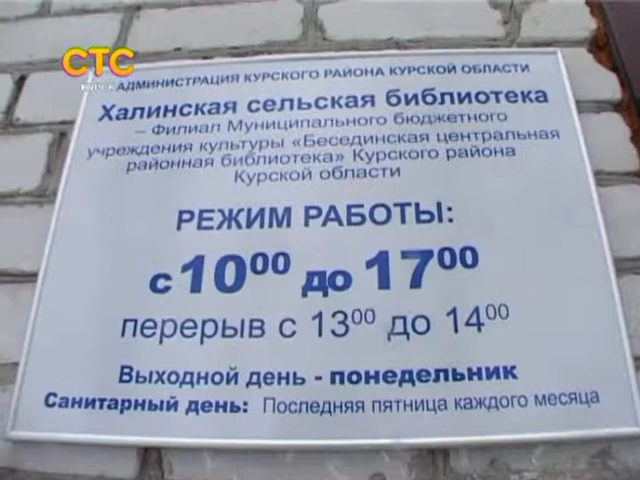 СТС
КУРСК
АДМИНИСТРАЦИЯ КУРСКОГО РАЙОНА КУРСКОЙ ОБЛАСТИ
Халинская сельская библиотека
– Филиал Муниципального бюджетного
учреждения культуры «Бесединская центральная
районная библиотека» Курского района
Курской области
РЕЖИМ РАБОТЫ:
с 10⁰⁰ до 17⁰⁰
перерыв с 13⁰⁰ до 14⁰⁰
Выходной день - понедельник
Санитарный день: Последняя пятница каждого месяца